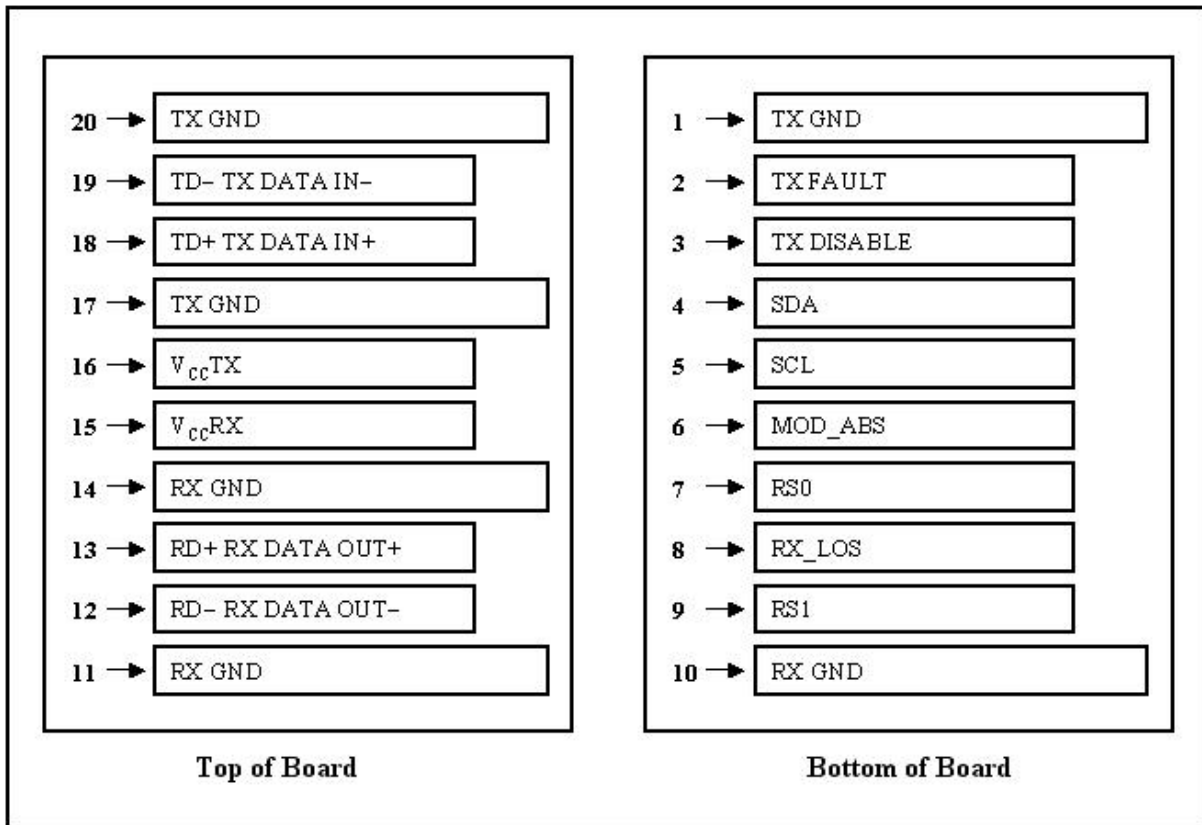 20 TX GND
19 TD− TX DATA IN−
18 TD+ TX DATA IN+
17 TX GND
16 VCCTX
15 VCCRX
14 RX GND
13 RD+ RX DATA OUT+
12 RD− RX DATA OUT−
11 RX GND
Top of Board
1 TX GND
2 TX FAULT
3 TX DISABLE
4 SDA
5 SCL
6 MOD_ABS
7 RS0
8 RX_LOS
9 RS1
10 RX GND
Bottom of Board